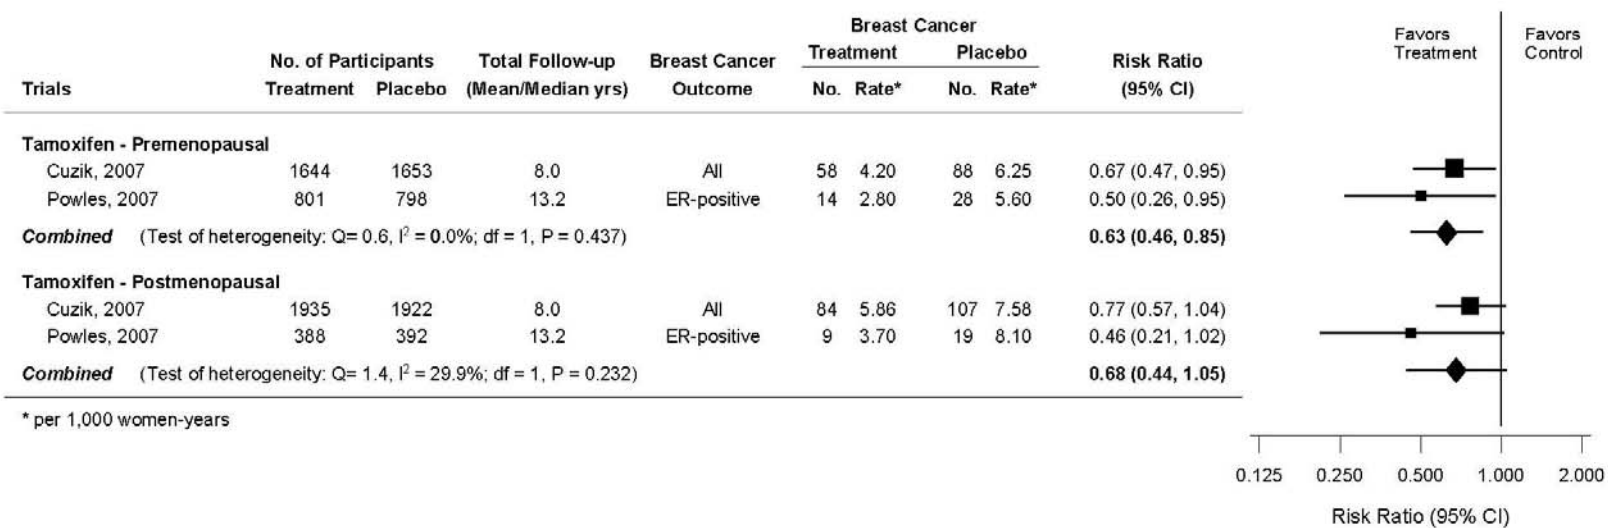 Breast Cancer
Favors Favors
No. of Participants Total Follow-up Breast Cancer Treatment Placebo Risk Ratio Treatment Control
Trials Treatment Placebo (Mean/Median yrs) Outcome No. Rate* No. Rate* (95% CI)
Tamoxifen - Premenopausal
Cuzik, 2007 1644 1653 8.0 All 58 4.20 88 6.25 0.67 (0.47, 0.95)
Powles, 2007 801 798 13.2 ER-positive 14 2.80 28 5.60 0.50 (0.26, 0.95)
Combined (Test of heterogeneity: Q= 0.6, I² = 0.0%; df = 1, P = 0.437) 0.63 (0.46, 0.85)
Tamoxifen - Postmenopausal
Cuzik, 2007 1935 1922 8.0 All 84 5.86 107 7.58 0.77 (0.57, 1.04)
Powles, 2007 388 392 13.2 ER-positive 9 3.70 19 8.10 0.46 (0.21, 1.02)
Combined (Test of heterogeneity: Q= 1.4, I² = 29.9%; df = 1, P = 0.232) 0.68 (0.44, 1.05)
* per 1,000 women-years
0.125 0.250 0.500 1.000 2.000
Risk Ratio (95% CI)